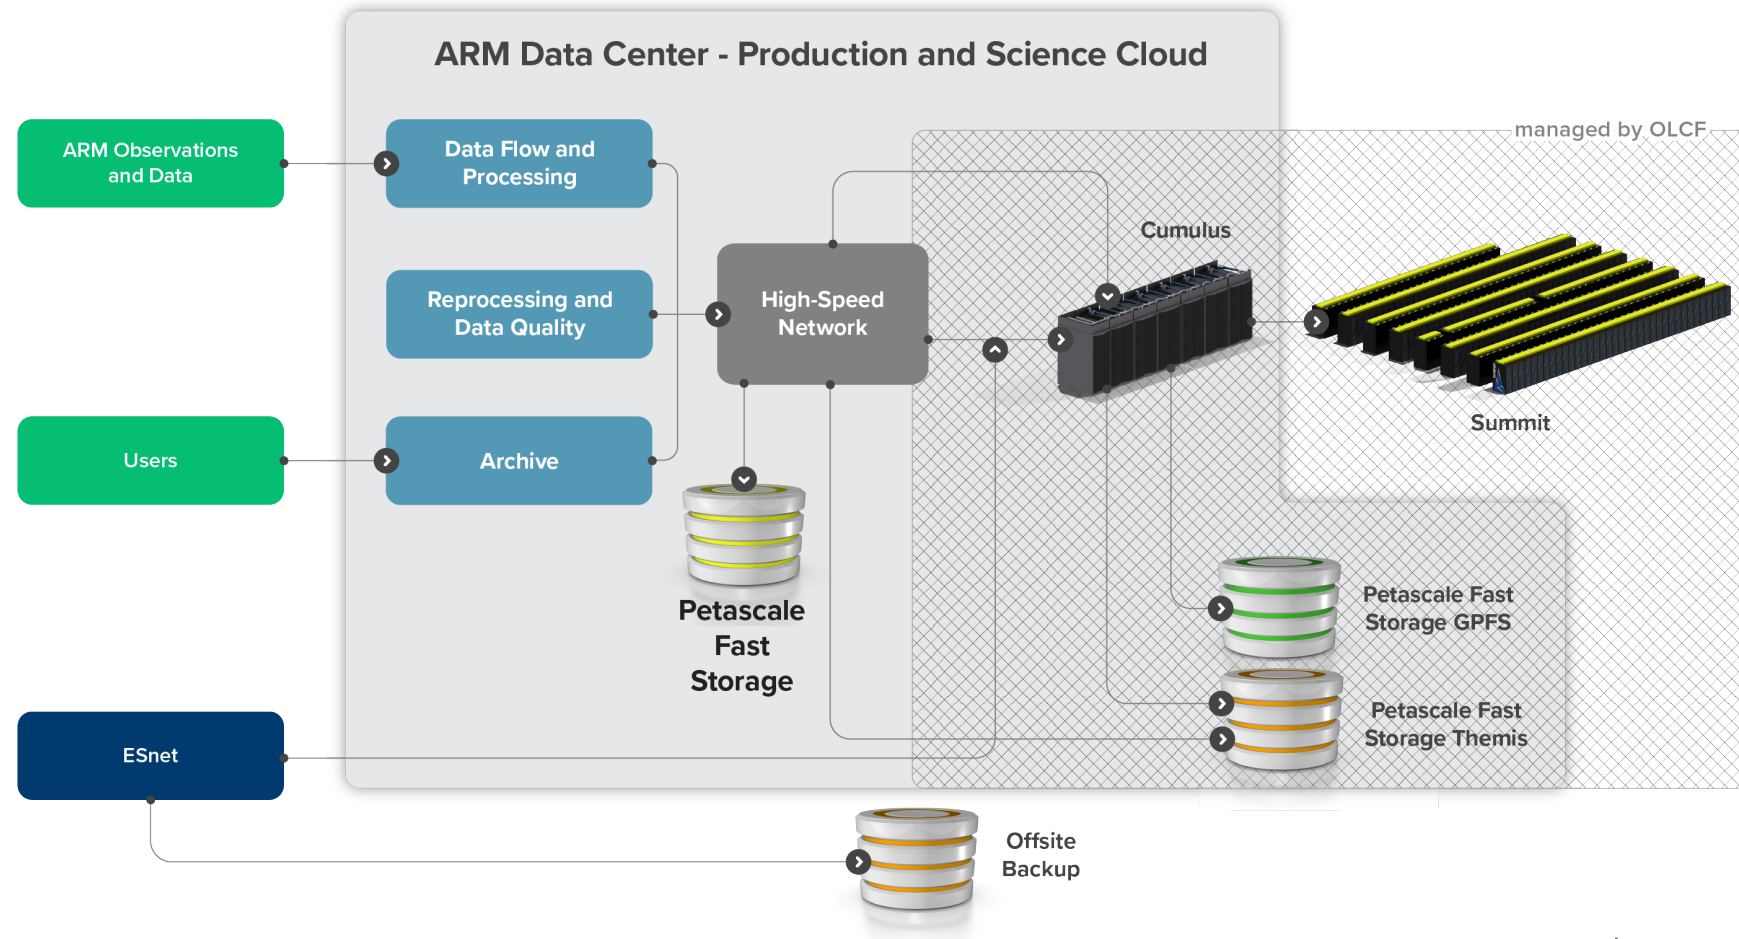 ARM Data Center - Production and Science Cloud
managed by OLCF
ARM Observations
and Data
Data Flow and
Processing
Cumulus
Reprocessing and
Data Quality
High-Speed
Network
Summit
Users
Archive
Petascale
Fast
Storage
Petascale Fast
Storage GPFS
Petascale Fast
Storage Themis
ESnet
Offsite
Backup